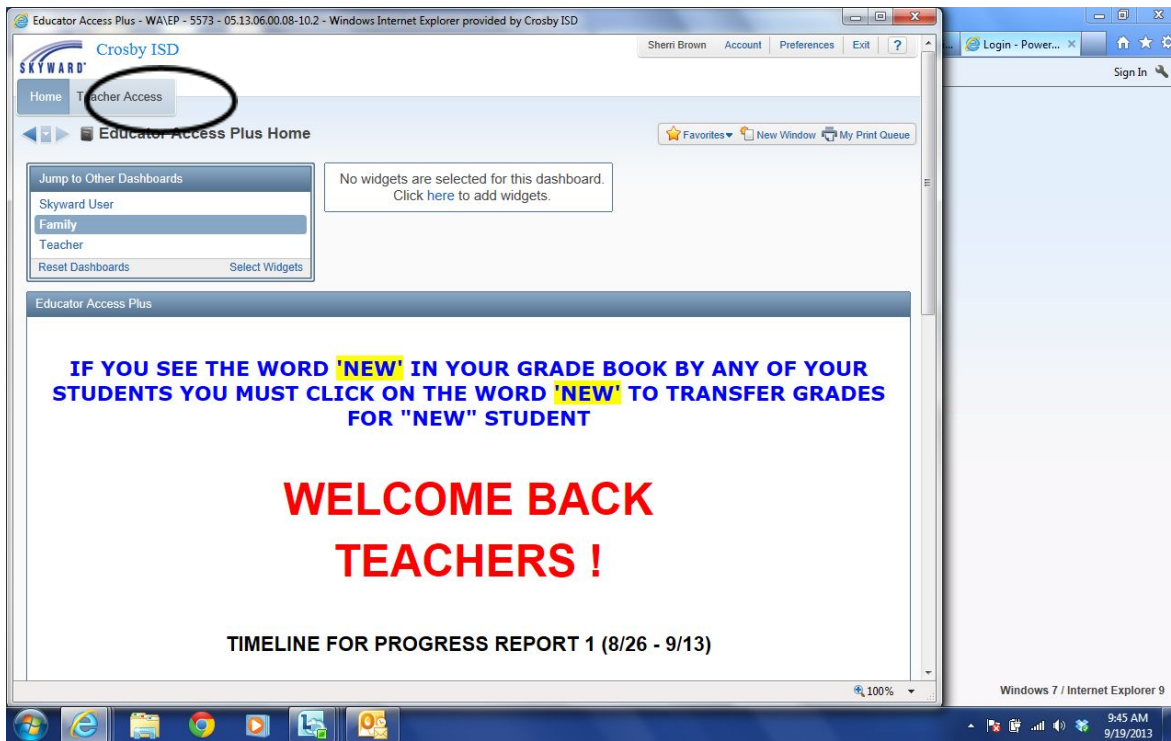 Educator Access Plus - WA\EP - 5573 - 05.13.06.00.08-10.2 - Windows Internet Explorer provided by Crosby ISD
Login - Power...
SKYWARD
Crosby ISD
Sherri Brown Account Preferences Exit ?
Sign In
Home Teacher Access
Educator Access Plus Home
Favorites New Window My Print Queue
Jump to Other Dashboards
Skyward User
Family
Teacher
Reset Dashboards Select Widgets
No widgets are selected for this dashboard.
Click here to add widgets.
Educator Access Plus
IF YOU SEE THE WORD 'NEW' IN YOUR GRADE BOOK BY ANY OF YOUR
STUDENTS YOU MUST CLICK ON THE WORD 'NEW' TO TRANSFER GRADES
FOR "NEW" STUDENT
WELCOME BACK
TEACHERS !
TIMELINE FOR PROGRESS REPORT 1 (8/26 - 9/13)
100%
Windows 7 / Internet Explorer 9
9:45 AM
9/19/2013